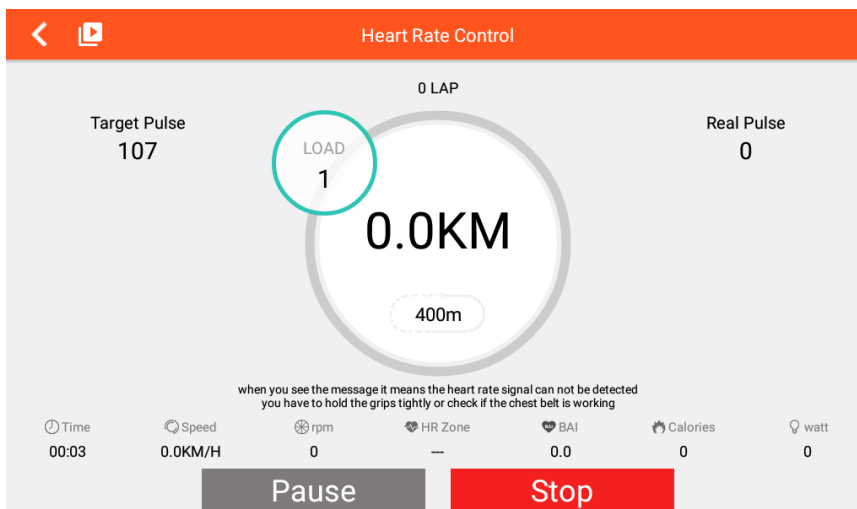 Heart Rate Control
0 LAP
Target Pulse
107
LOAD
1
Real Pulse
0
0.0KM
400m
when you see the message it means the heart rate signal can not be detected
you have to hold the grips tightly or check if the chest belt is working
Time Speed rpm HR Zone BAI BAI Calories watt
00:03 0.0KM/H 0 --- 0.0 0 0
Pause Stop